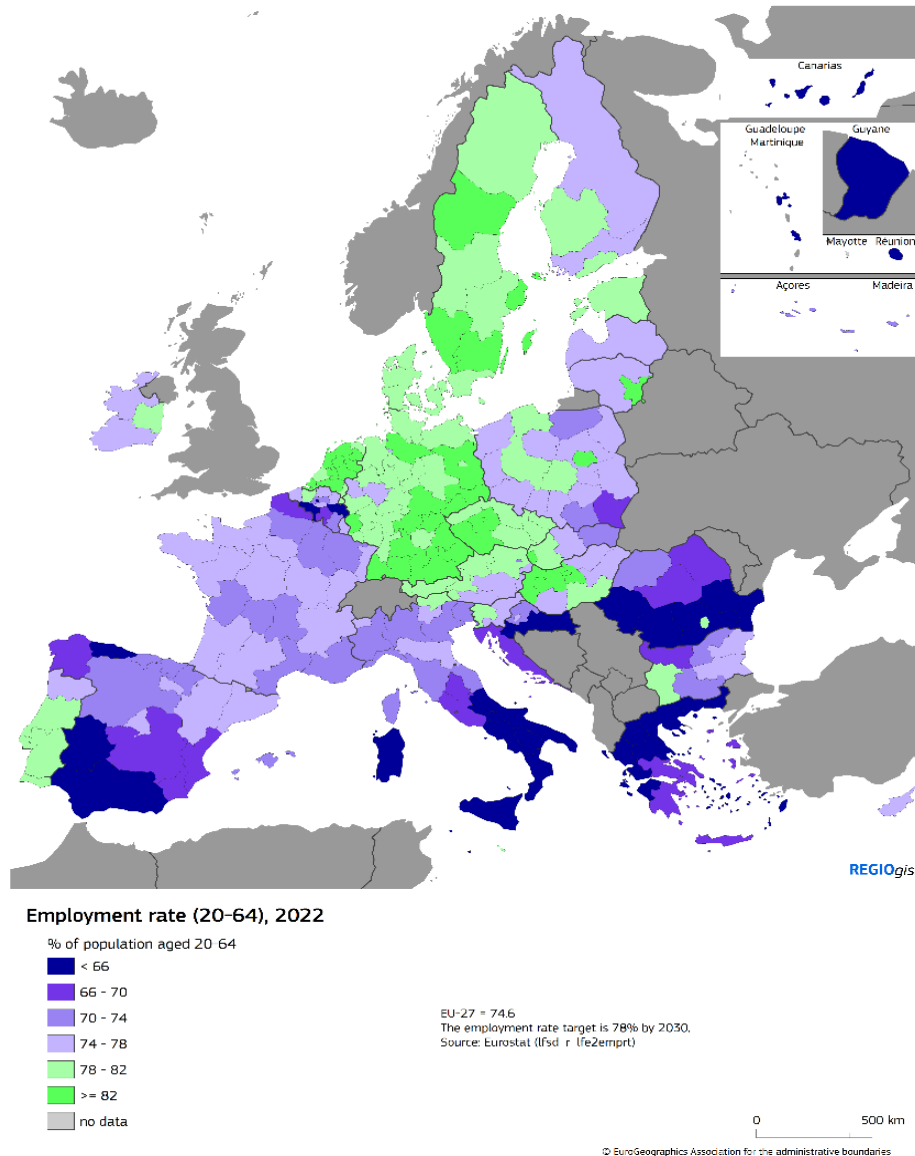 Canarias
Guadeloupe
Martinique
Guyane
Mayotte
Réunion
Açores
Madeira
REGIOgis
Employment rate (20-64), 2022
% of population aged 20-64
< 66
66 - 70
70 - 74
74 - 78
78 - 82
>= 82
no data
EU-27 = 74.6
The employment rate target is 78% by 2030.
Source: Eurostat (lfsd_r_lfe2emprt)
0 500 km
© EuroGeographics Association for the administrative boundaries